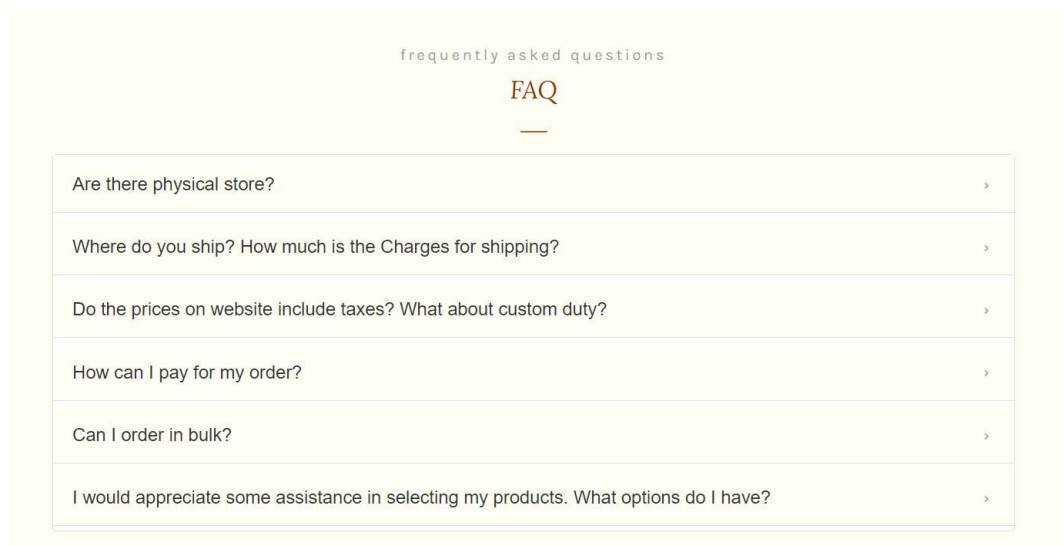 frequently asked questions
FAQ
Are there physical store?
Where do you ship? How much is the Charges for shipping?
Do the prices on website include taxes? What about custom duty?
How can I pay for my order?
Can I order in bulk?
I would appreciate some assistance in selecting my products. What options do I have?